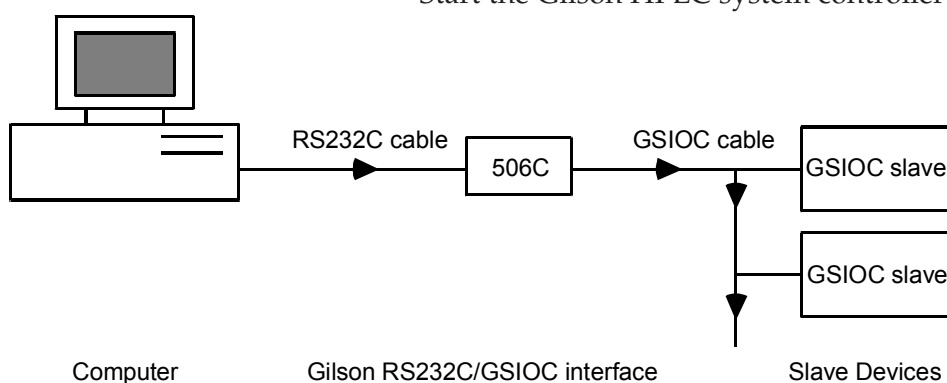 Start the Gilson HPLC system controller
RS232C cable
506C
GSIOC cable
GSIOC slave
GSIOC slave
Computer
Gilson RS232C/GSIOC interface
Slave Devices